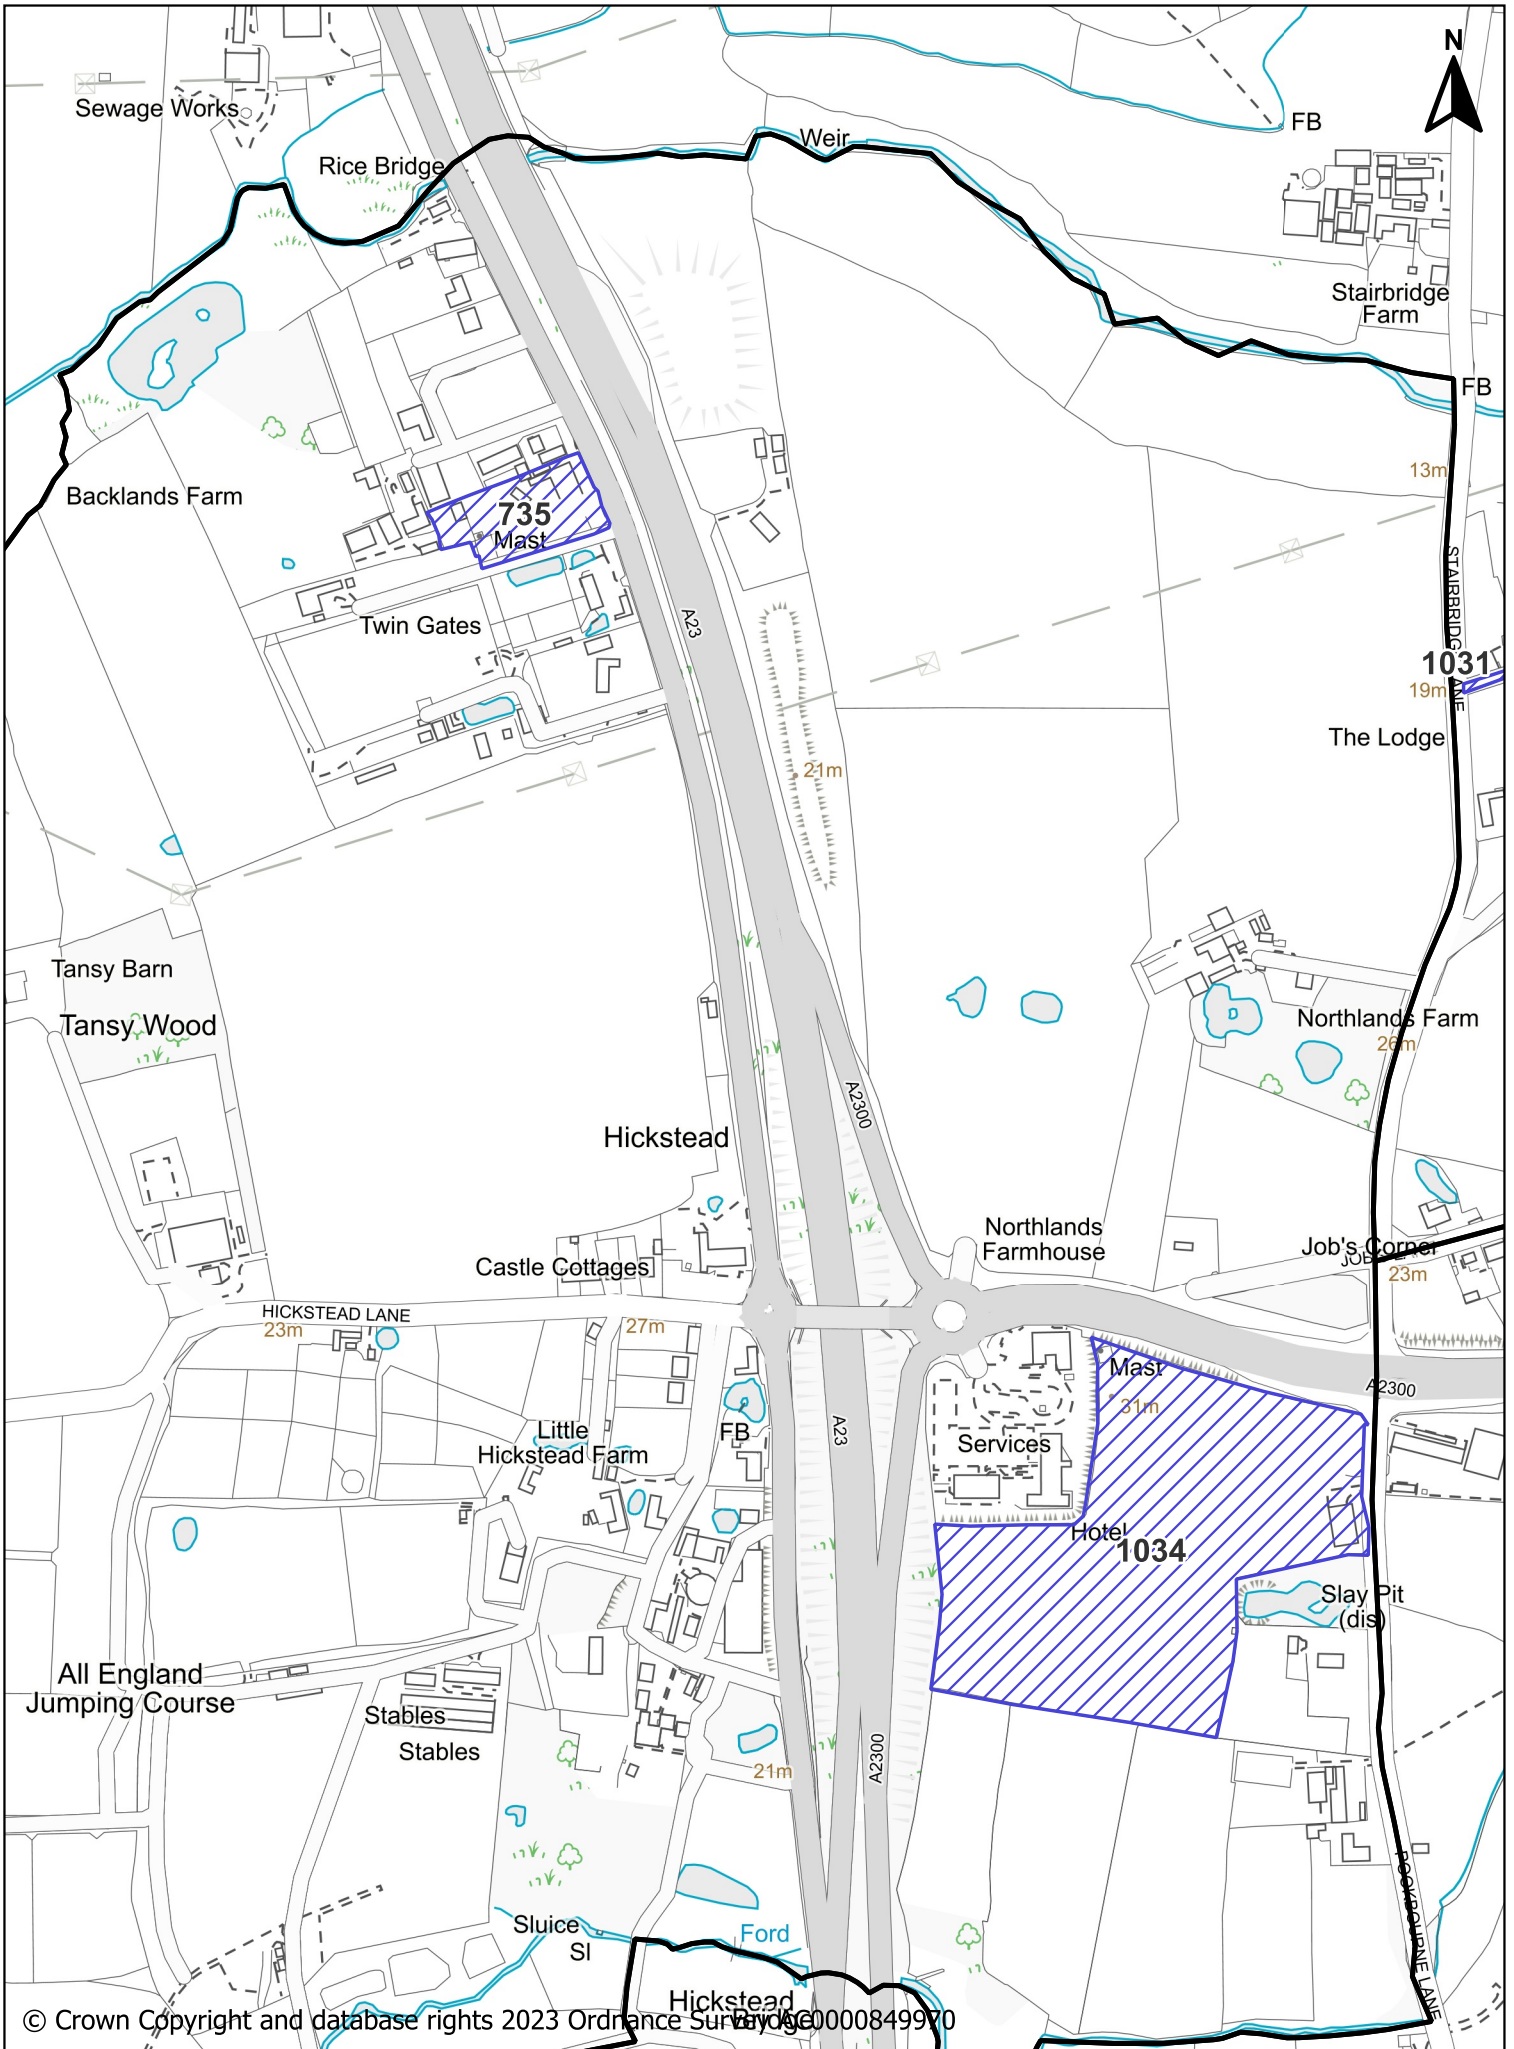 N
Sewage Works
FB
Weir
Rice Bridge
Stairbridge
Farm
FB
13m
Backlands Farm
735
Mast
A23
Twin Gates
1031
19m
The Lodge
21m
Tansy Barn
Tansy Wood
Northlands Farm
26m
A2300
Hickstead
Northlands
Farmhouse
Job's Corner
23m
Castle Cottages
HICKSTEAD LANE
23m
27m
Mast
31m
A2300
Little
Hickstead Farm
FB
A23
Services
Hotel
1034
Slay Pit
(dis)
All England
Jumping Course
Stables
Stables
21m
A2300
POOKBOURNE LANE
Sluice
Sl
Ford
Hickstead
Bridge
© Crown Copyright and database rights 2023 Ordnance Survey AC0000849970